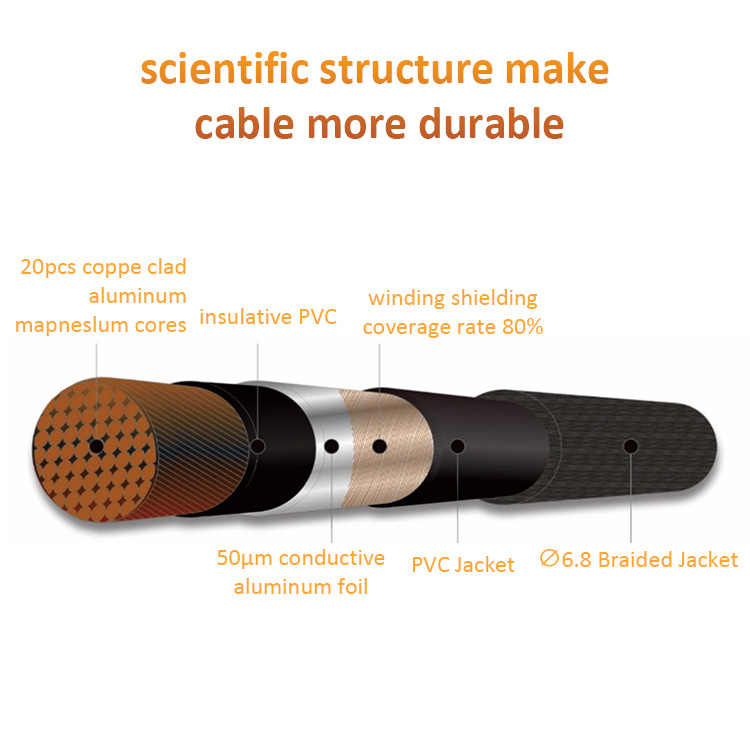 scientific structure make
cable more durable
20pcs coppe clad
aluminum
mapneslum cores
insulative PVC
winding shielding
coverage rate 80%
50μm conductive
aluminum foil
PVC Jacket
∅6.8 Braided Jacket